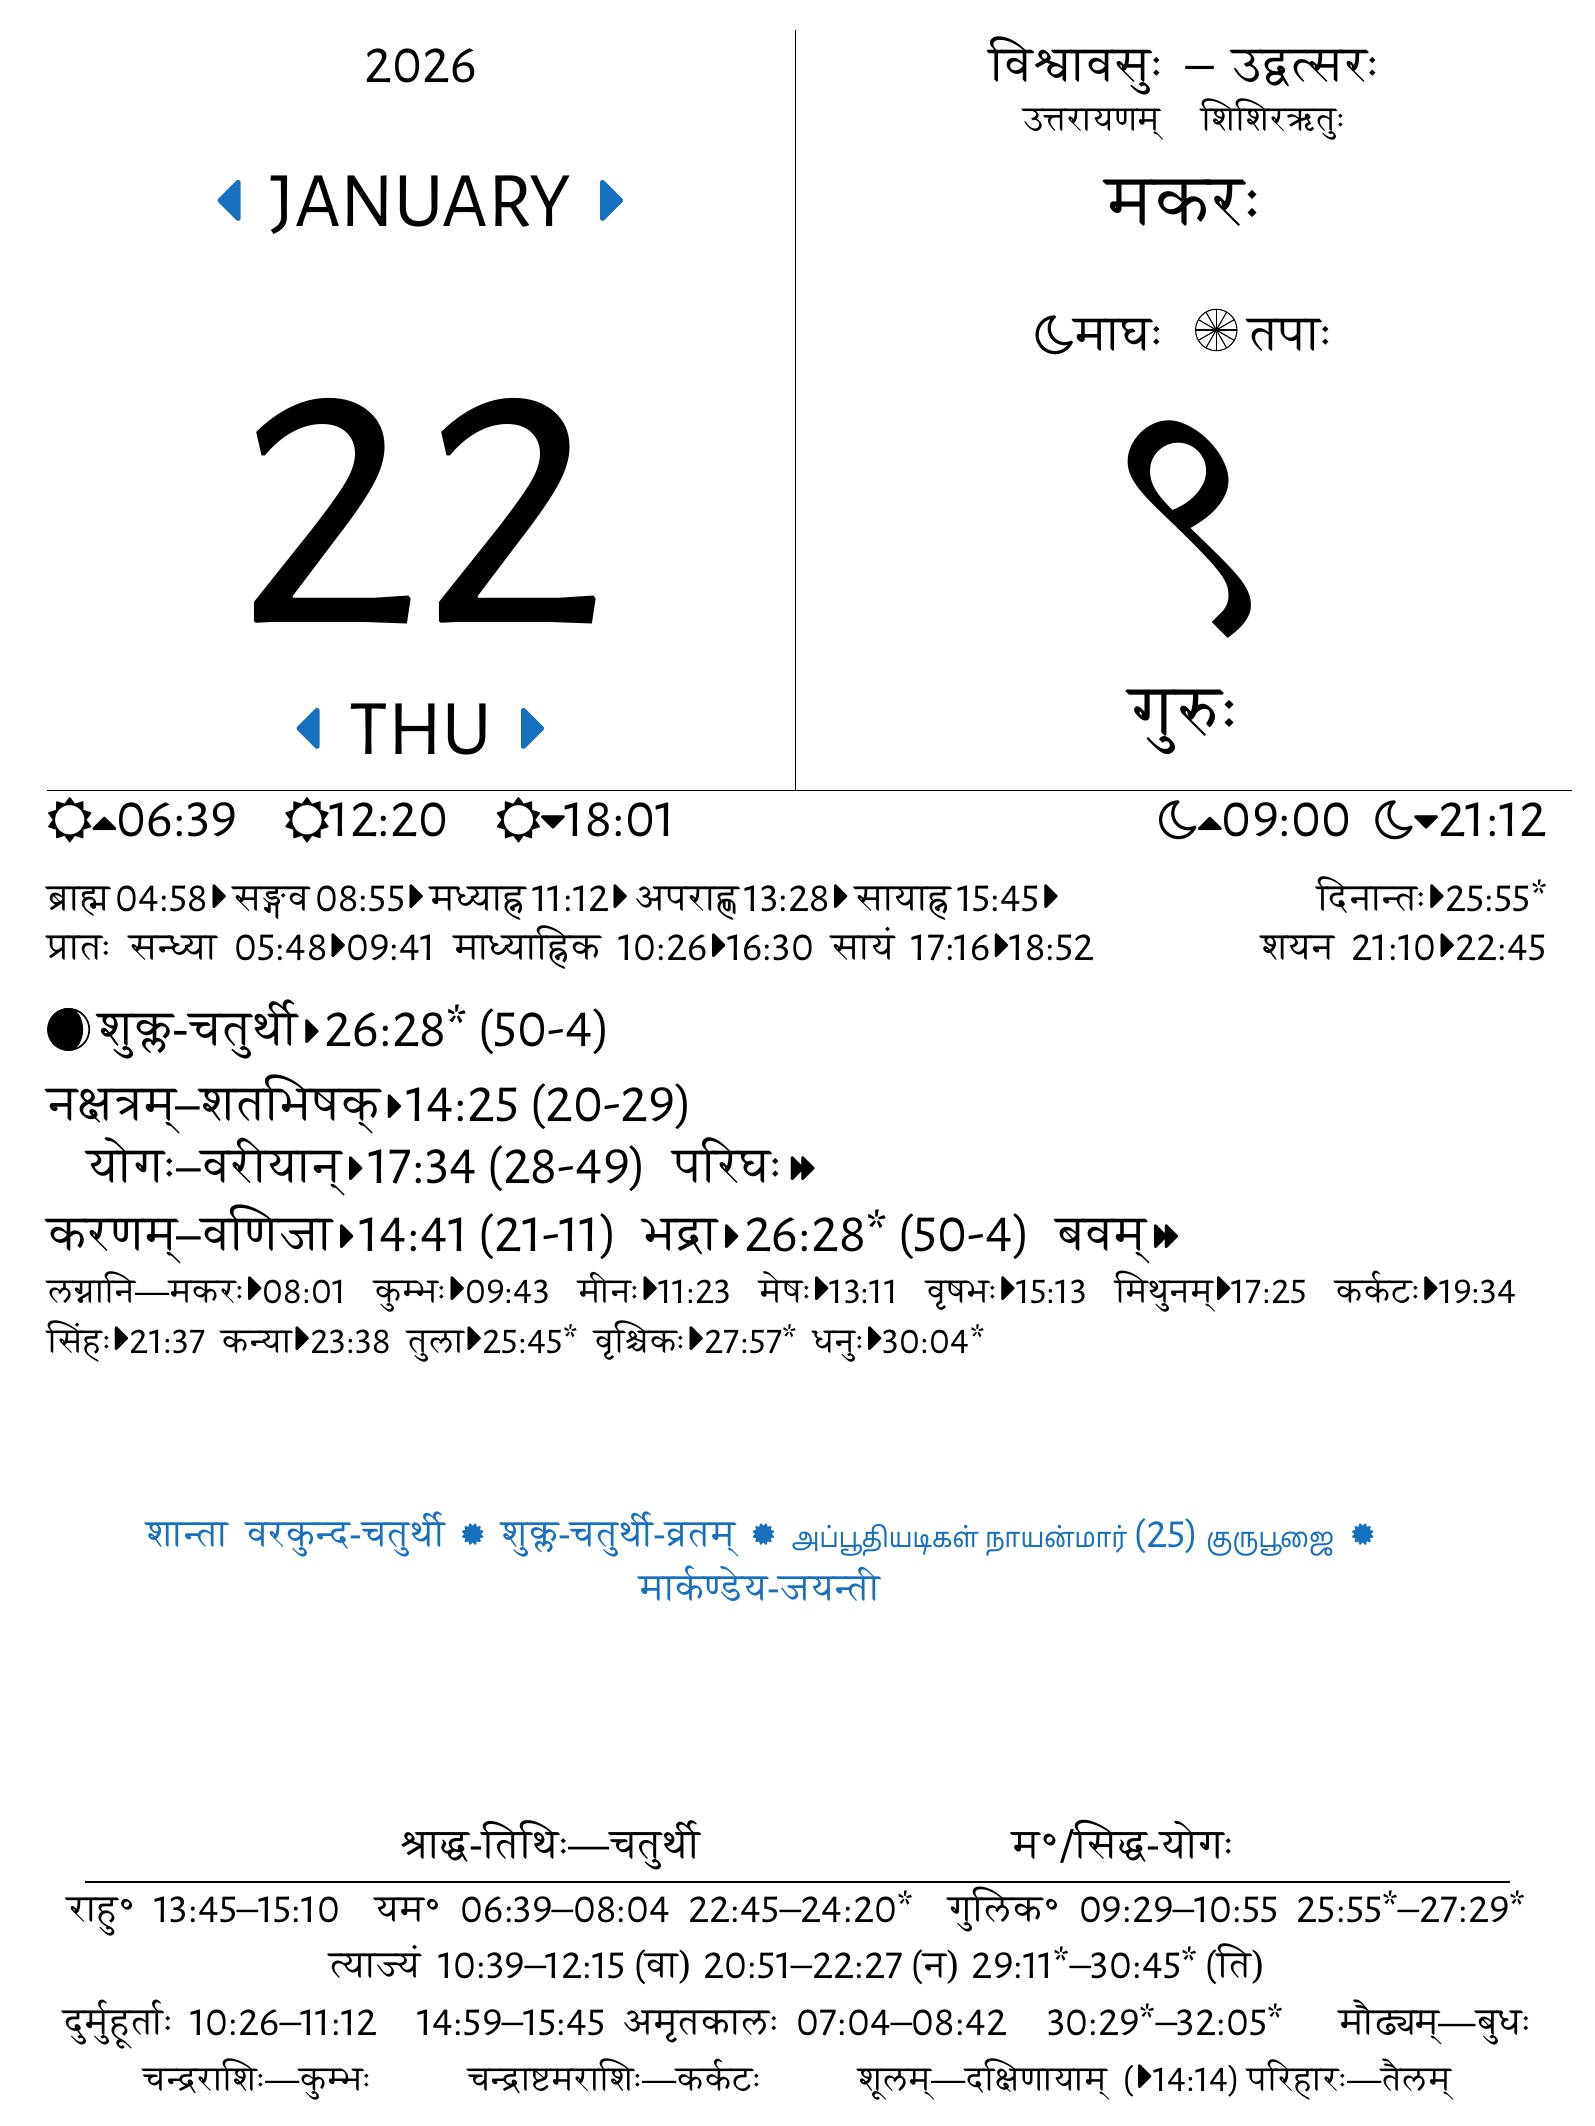 2026
JANUARY
22
THU
विश्वावसुः – उद्वत्सरः
उत्तरायणम् शिशिरऋतुः
मकरः
माघः तपाः
९
गुरुः
06:39 12:20 18:01 09:00 21:12
ब्राह्म 04:58 सङ्गव 08:55 मध्याह्न 11:12 अपराह्ण 13:28 सायाह्न 15:45 दिनान्तः 25:55*
प्रातः सन्ध्या 05:48 09:41 माध्याह्निक 10:26 16:30 सायं 17:16 18:52 शयन 21:10 22:45
शुक्ल-चतुर्थी 26:28* (50-4)
नक्षत्रम्–शतभिषक् 14:25 (20-29)
योगः–वरीयान् 17:34 (28-49) परिघः
करणम्–वणिजा 14:41 (21-11) भद्रा 26:28* (50-4) बवम्
लग्नानि—मकरः 08:01 कुम्भः 09:43 मीनः 11:23 मेषः 13:11 वृषभः 15:13 मिथुनम् 17:25 कर्कटः 19:34
सिंहः 21:37 कन्या 23:38 तुला 25:45* वृश्चिकः 27:57* धनुः 30:04*
शान्ता वरकुन्द-चतुर्थी ✹ शुक्ल-चतुर्थी-व्रतम् ✹ அப்பூதியடிகள் நாயன்மார் (25) குருபூஜை ✹
मार्कण्डेय-जयन्ती
श्राद्ध-तिथिः—चतुर्थी म॰/सिद्ध-योगः
राहु॰ 13:45–15:10 यम॰ 06:39–08:04 22:45–24:20* गुलिक॰ 09:29–10:55 25:55*–27:29*
त्याज्यं 10:39–12:15 (वा) 20:51–22:27 (न) 29:11*–30:45* (ति)
दुर्मुहूर्ताः 10:26–11:12 14:59–15:45 अमृतकालः 07:04–08:42 30:29*–32:05* मौढ्यम्—बुधः
चन्द्रराशिः—कुम्भः चन्द्राष्टमराशिः—कर्कटः शूलम्—दक्षिणायाम् (14:14) परिहारः—तैलम्